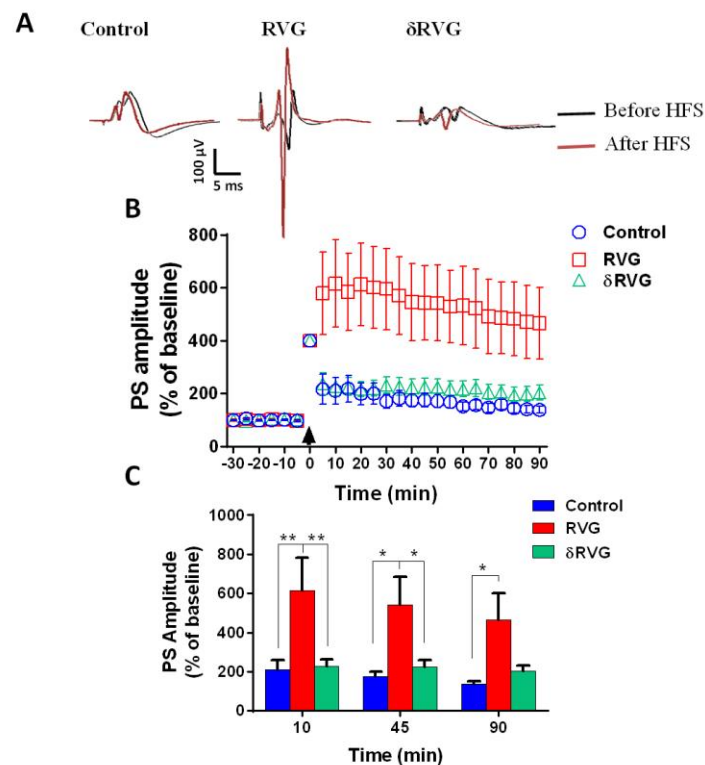 A
Control RVG δRVG
Before HFS
After HFS
100 µV
5 ms
B
Control
RVG
δRVG
PS amplitude
(% of baseline)
800
600
400
200
0
-30 -20 -10 0 10 20 30 40 50 60 70 80 90
Time (min)
C
Control
RVG
δRVG
PS Amplitude
(% of baseline)
1000
800
600
400
200
0
** ** * * *
10 45 90
Time (min)